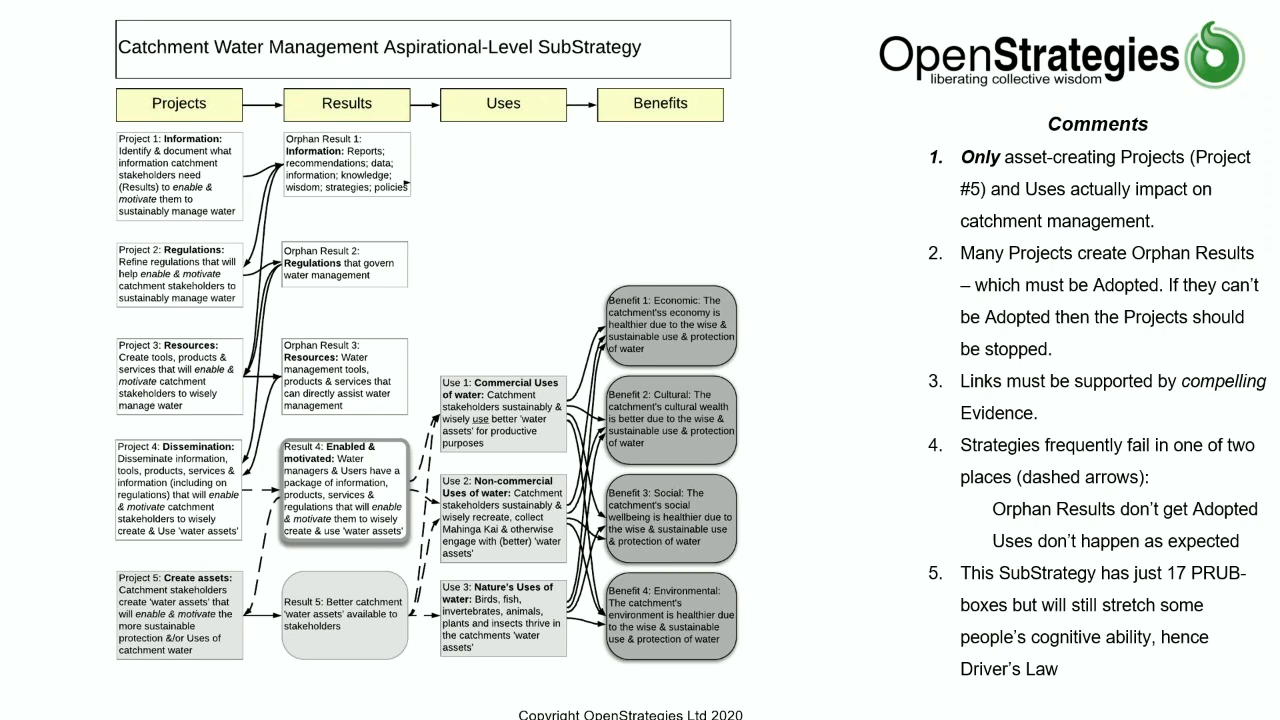 Catchment Water Management Aspirational-Level SubStrategy
Projects
Results
Uses
Benefits
Project 1: Information:
Identify & document what
information catchment
stakeholders need
(Results) to enable &
motivate them to
sustainably manage water
Orphan Result 1:
Information: Reports;
recommendations; data;
information; knowledge;
wisdom; strategies; policies
Project 2: Regulations:
Refine regulations that will
help enable & motivate
catchment stakeholders to
sustainably manage water
Orphan Result 2:
Regulations that govern
water management
Project 3: Resources:
Create tools, products &
services that will enable &
motivate catchment
stakeholders to wisely
manage water
Orphan Result 3:
Resources: Water
management tools,
products & services that
can directly assist water
management
Project 4: Dissemination:
Disseminate information,
tools, products, services &
information (including on
regulations) that will enable
& motivate catchment
stakeholders to wisely
create & Use 'water assets'
Result 4: Enabled &
motivated: Water
managers & Users have a
package of information,
products, services &
regulations that will enable
& motivate them to wisely
create & use 'water assets'
Project 5: Create assets:
Catchment stakeholders
create 'water assets' that
will enable & motivate the
more sustainable
protection &/or Uses of
catchment water
Result 5: Better catchment
'water assets' available to
stakeholders
Use 1: Commercial Uses
of water: Catchment
stakeholders sustainably &
wisely use better 'water
assets' for productive
purposes
Use 2: Non-commercial
Uses of water: Catchment
stakeholders sustainably &
wisely recreate, collect
Mahinga Kai & otherwise
engage with (better) 'water
assets'
Use 3: Nature's Uses of
water: Birds, fish,
invertebrates, animals,
plants and insects thrive in
the catchments 'water
assets'
Benefit 1: Economic: The
catchment'ss economy is
healthier due to the wise &
sustainable use & protection
of water
Benefit 2: Cultural: The
catchment's cultural wealth
is better due to the wise &
sustainable use & protection
of water
Benefit 3: Social: The
catchment's social
wellbeing is healthier due to
the wise & sustainable use
& protection of water
Benefit 4: Environmental:
The catchment's
environment is healthier due
to the wise & sustainable
use & protection of water
OpenStrategies
liberating collective wisdom
Comments
1. Only asset-creating Projects (Project
#5) and Uses actually impact on
catchment management.
2. Many Projects create Orphan Results
– which must be Adopted. If they can't
be Adopted then the Projects should
be stopped.
3. Links must be supported by compelling
Evidence.
4. Strategies frequently fail in one of two
places (dashed arrows):
Orphan Results don't get Adopted
Uses don't happen as expected
5. This SubStrategy has just 17 PRUB-
boxes but will still stretch some
people's cognitive ability, hence
Driver's Law
Copyright OpenStrategies Ltd 2020